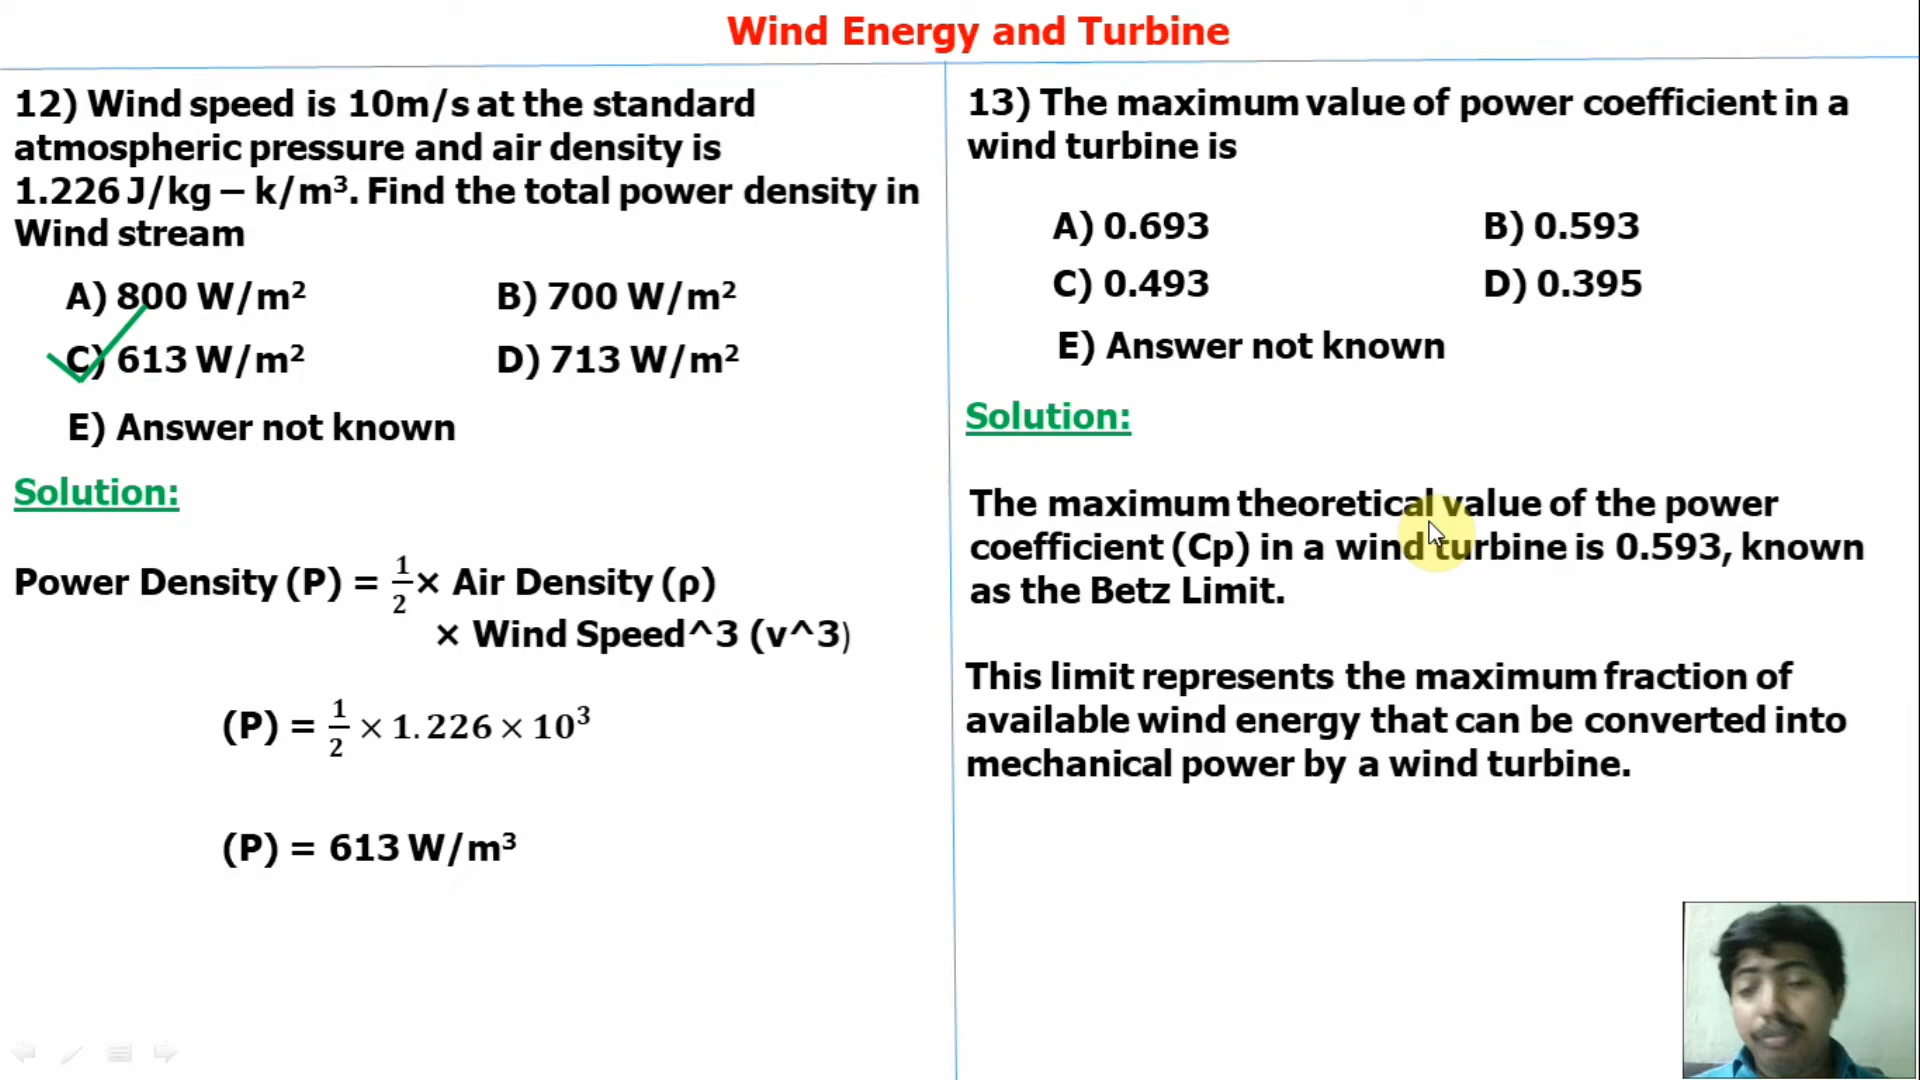 Wind Energy and Turbine
12) Wind speed is 10m/s at the standard
atmospheric pressure and air density is
1.226 J/kg – k/m³. Find the total power density in
Wind stream
A) 800 W/m² B) 700 W/m²
C) 613 W/m² D) 713 W/m²
E) Answer not known
Solution:
Power Density (P) = 1/2 × Air Density (ρ)
× Wind Speed^3 (v^3)
(P) = 1/2 × 1.226 × 10³
(P) = 613 W/m³
13) The maximum value of power coefficient in a
wind turbine is
A) 0.693 B) 0.593
C) 0.493 D) 0.395
E) Answer not known
Solution:
The maximum theoretical value of the power
coefficient (Cp) in a wind turbine is 0.593, known
as the Betz Limit.
This limit represents the maximum fraction of
available wind energy that can be converted into
mechanical power by a wind turbine.